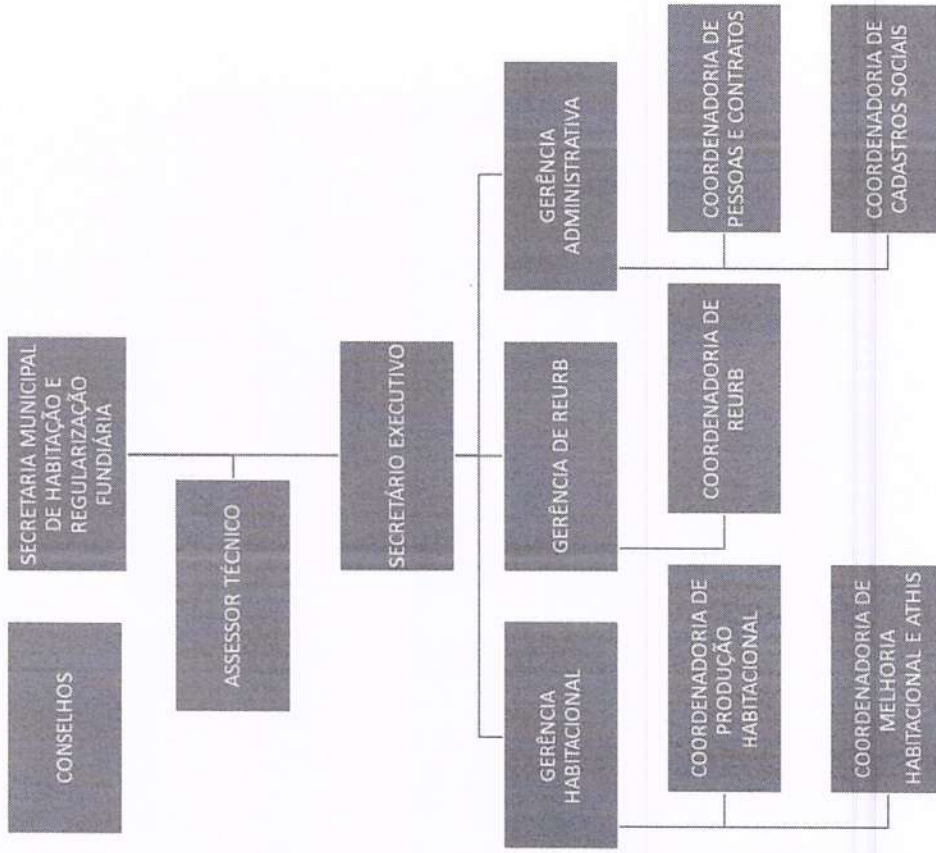 CONSELHOS
SECRETARIA MUNICIPAL
DE HABITAÇÃO E
REGULARIZAÇÃO
FUNDIÁRIA
ASSESSOR TÉCNICO
SECRETÁRIO EXECUTIVO
GERÊNCIA
HABITACIONAL
GERÊNCIA DE REURB
GERÊNCIA
ADMINISTRATIVA
COORDENADORIA DE
PRODUÇÃO
HABITACIONAL
COORDENADORIA DE
REURB
COORDENADORIA DE
PESSOAS E CONTRATOS
COORDENADORIA DE
MELHORIA
HABITACIONAL E ATHIS
COORDENADORIA DE
CADASTROS SOCIAIS